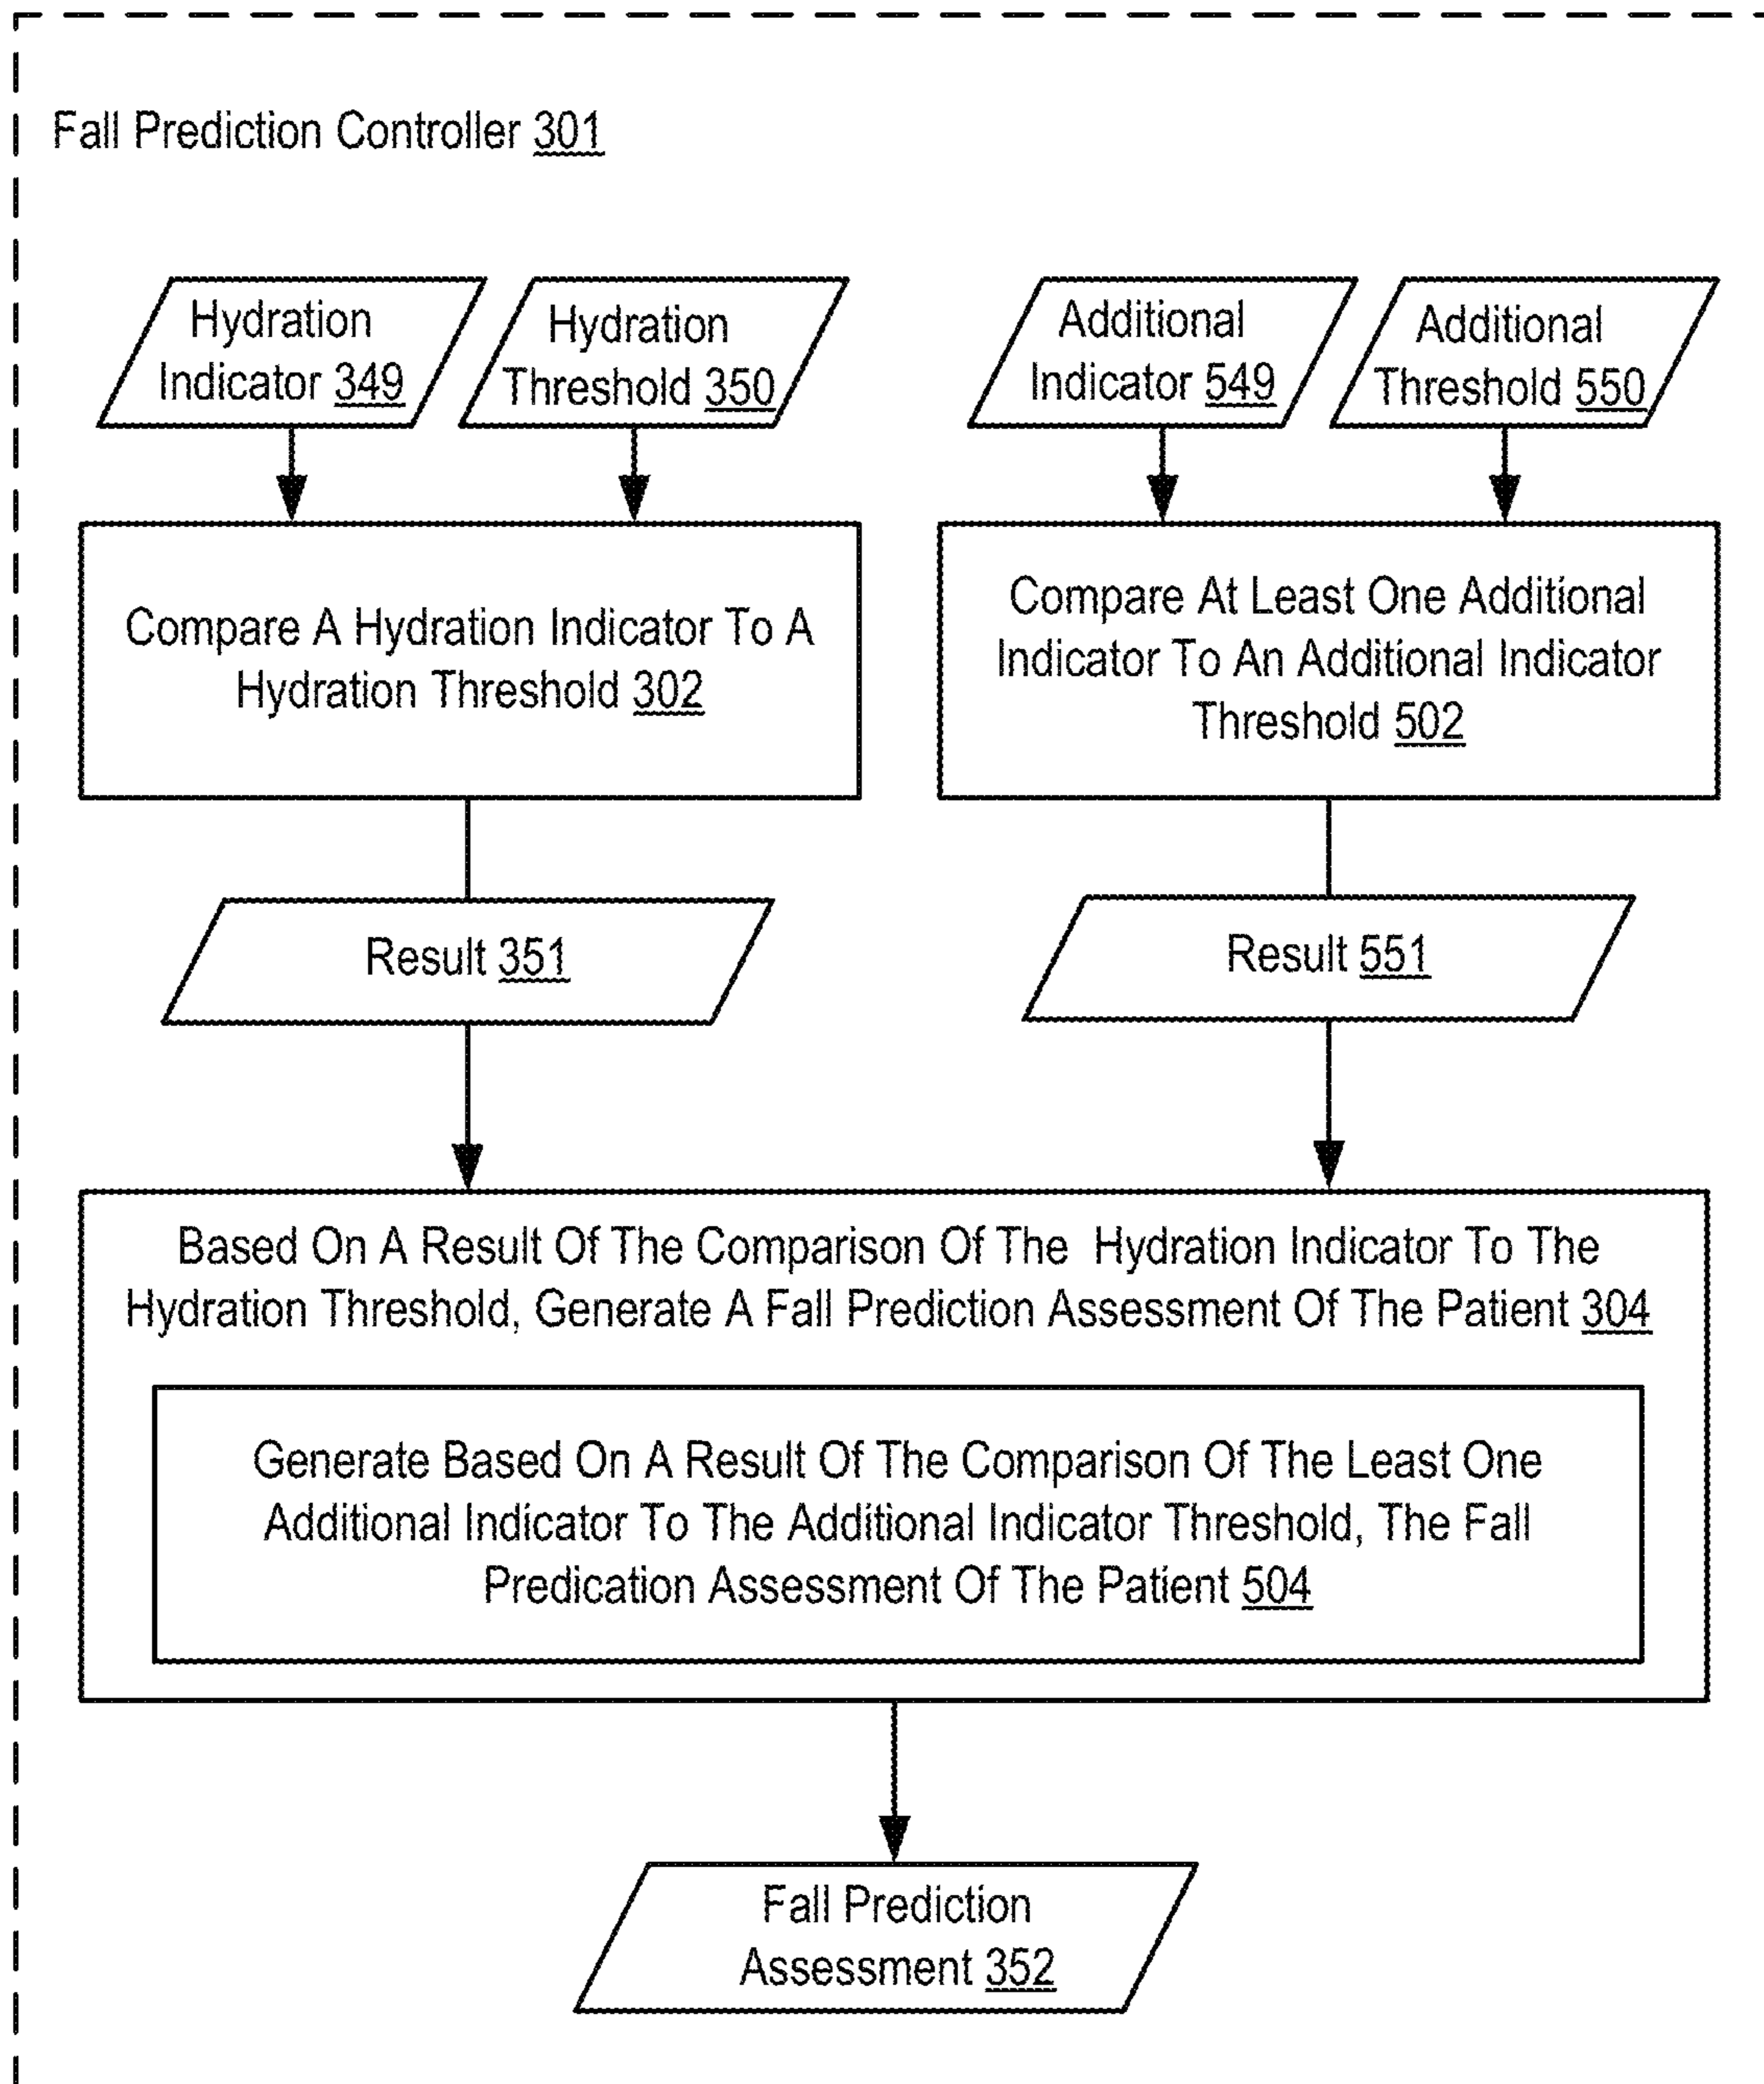 Fall Prediction Controller 301
Hydration
Indicator 349
Hydration
Threshold 350
Additional
Indicator 549
Additional
Threshold 550
Compare A Hydration Indicator To A
Hydration Threshold 302
Compare At Least One Additional
Indicator To An Additional Indicator
Threshold 502
Result 351
Result 551
Based On A Result Of The Comparison Of The Hydration Indicator To The
Hydration Threshold, Generate A Fall Prediction Assessment Of The Patient 304
Generate Based On A Result Of The Comparison Of The Least One
Additional Indicator To The Additional Indicator Threshold, The Fall
Predication Assessment Of The Patient 504
Fall Prediction
Assessment 352